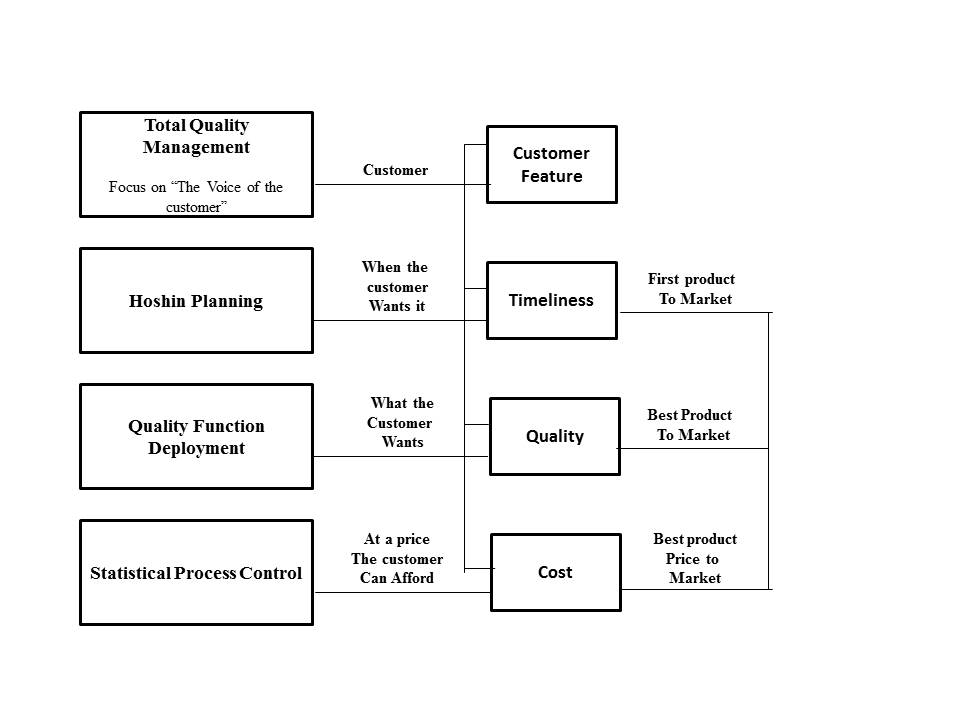 Total Quality
Management
Focus on “The Voice of the
customer”
Customer
Customer
Feature
Hoshin Planning
When the
customer
Wants it
Timeliness
First product
To Market
Quality Function
Deployment
What the
Customer
Wants
Quality
Best Product
To Market
Statistical Process Control
At a price
The customer
Can Afford
Cost
Best product
Price to
Market